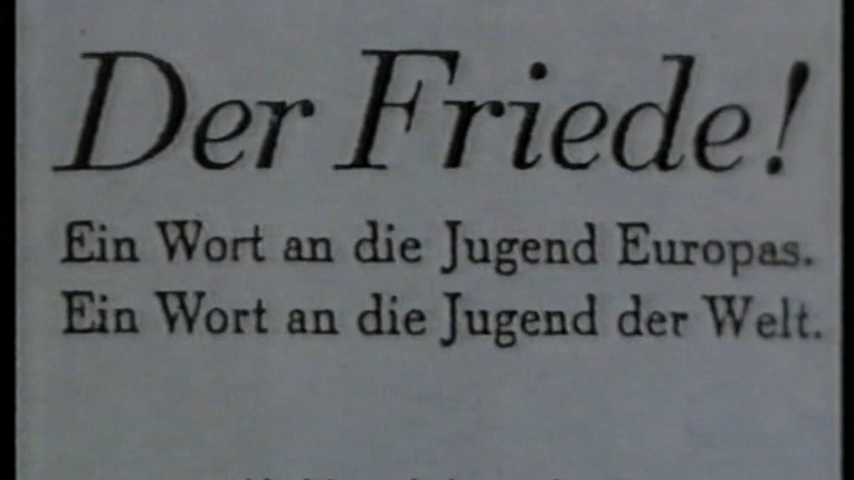 Der Friede!
Ein Wort an die Jugend Europas.
Ein Wort an die Jugend der Welt.